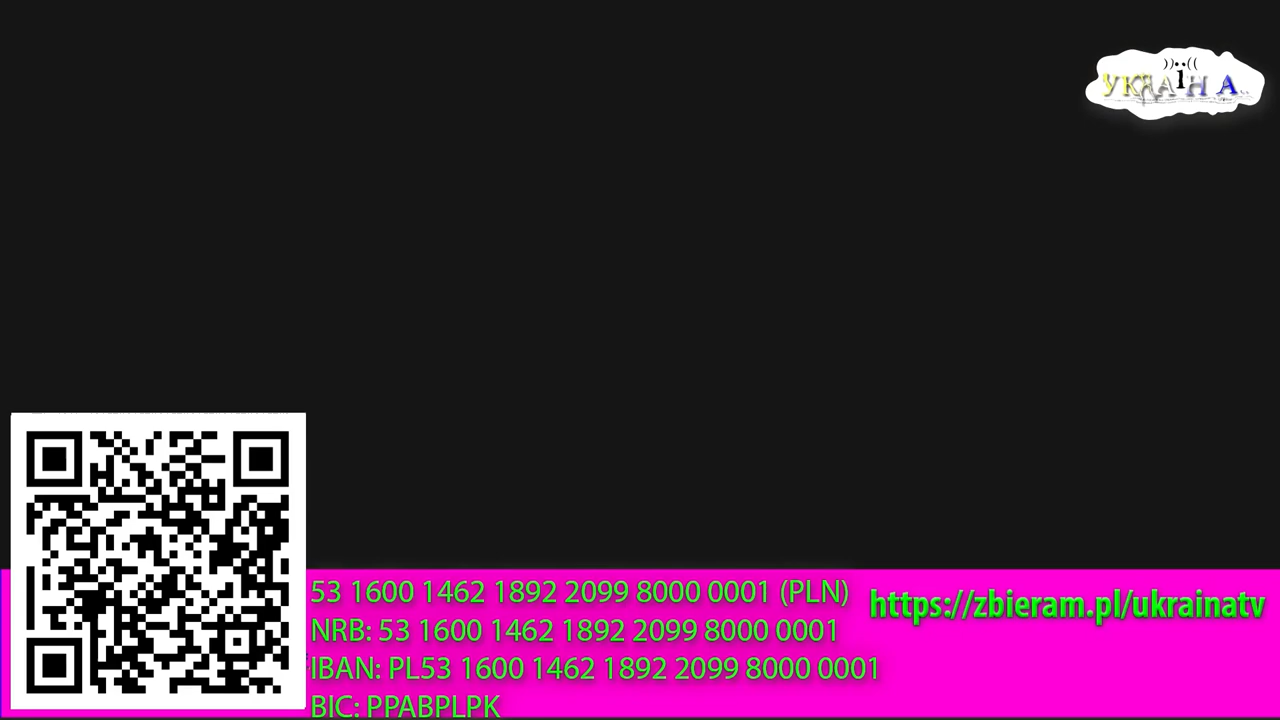 УКRАЇНА..
53 1600 1462 1892 2099 8000 0001 (PLN)
https://zbieram.pl/ukrainatv
NRB: 53 1600 1462 1892 2099 8000 0001
IBAN: PL53 1600 1462 1892 2099 8000 0001
BIC: PPABPLPK